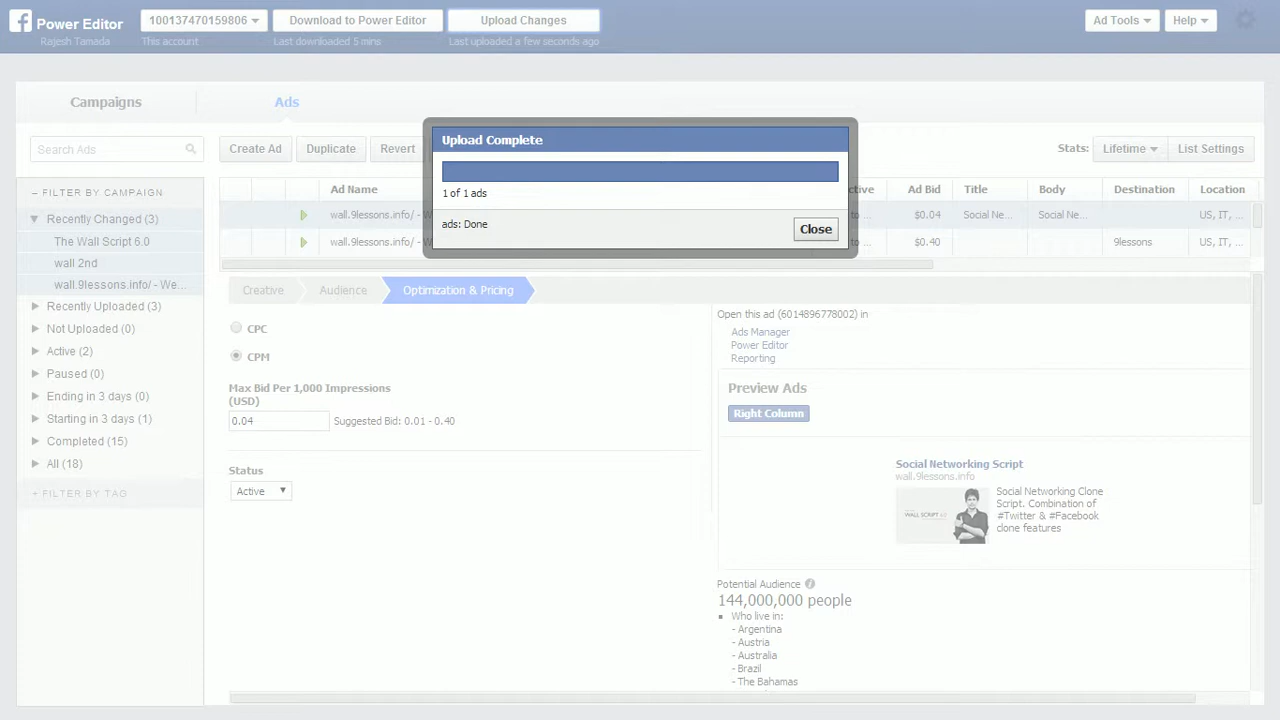 Power Editor
Rajesh Tamada
100137470159806
This account
Download to Power Editor
Last downloaded 5 mins
Upload Changes
Last uploaded a few seconds ago
Ad Tools
Help
Campaigns
Ads
Search Ads
Create Ad
Duplicate
Revert
Stats:
Lifetime
List Settings
Upload Complete
1 of 1 ads
ads: Done
Close
FILTER BY CAMPAIGN
Recently Changed (3)
The Wall Script 6.0
wall 2nd
wall.9lessons.info/ - We...
Recently Uploaded (3)
Not Uploaded (0)
Active (2)
Paused (0)
Ending in 3 days (0)
Starting in 3 days (1)
Completed (15)
All (18)
+ FILTER BY TAG
Ad Name
Ad Bid Title Body Destination Location
wall.9lessons.info/ - W
to ... $0.04 Social Ne... Social Ne... US, IT, ...
wall.9lessons.info/ - W
to ... $0.40 9lessons US, IT, ...
Creative
Audience
Optimization & Pricing
CPC
CPM
Max Bid Per 1,000 Impressions
(USD)
0.04
Suggested Bid: 0.01 - 0.40
Status
Active
Open this ad (6014896778002) in
Ads Manager
Power Editor
Reporting
Preview Ads
Right Column
Social Networking Script
wall.9lessons.info
WALL SCRIPT 6.0
Social Networking Clone
Script. Combination of
#Twitter & #Facebook
clone features
Potential Audience
144,000,000 people
Who live in:
- Argentina
- Austria
- Australia
- Brazil
- The Bahamas